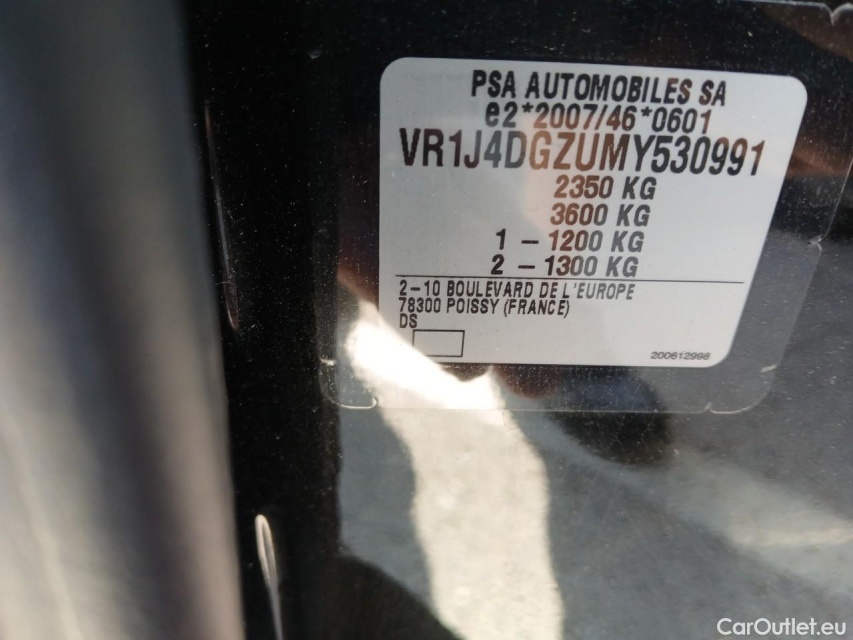 PSA AUTOMOBILES SA
e2*2007/46*0601
VR1J4DGZUMY530991
2350 KG
3600 KG
1 – 1200 KG
2 – 1300 KG
2–10 BOULEVARD DE L'EUROPE
78300 POISSY (FRANCE)
DS
200612998
CarOutlet.eu